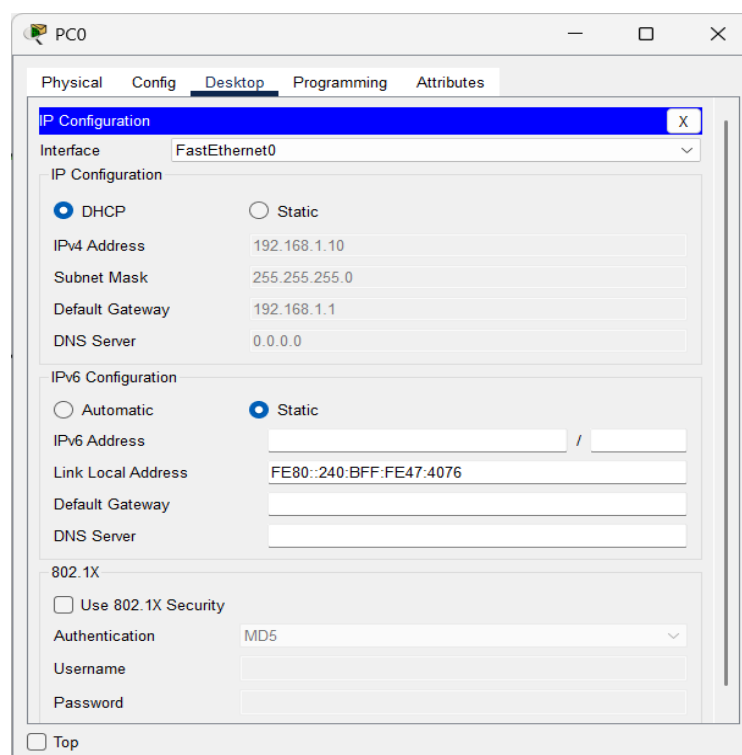 PC0
Physical Config Desktop Programming Attributes
IP Configuration X
Interface FastEthernet0
IP Configuration
DHCP Static
IPv4 Address 192.168.1.10
Subnet Mask 255.255.255.0
Default Gateway 192.168.1.1
DNS Server 0.0.0.0
IPv6 Configuration
Automatic Static
IPv6 Address /
Link Local Address FE80::240:BFF:FE47:4076
Default Gateway
DNS Server
802.1X
Use 802.1X Security
Authentication MD5
Username
Password
Top